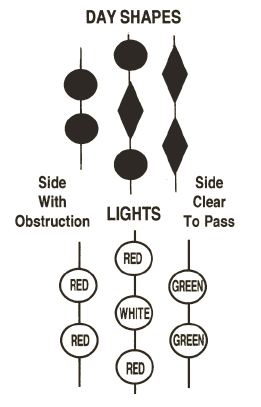 DAY SHAPES
Side
With
Obstruction
Side
Clear
To Pass
LIGHTS
RED
RED
RED
WHITE
RED
GREEN
GREEN